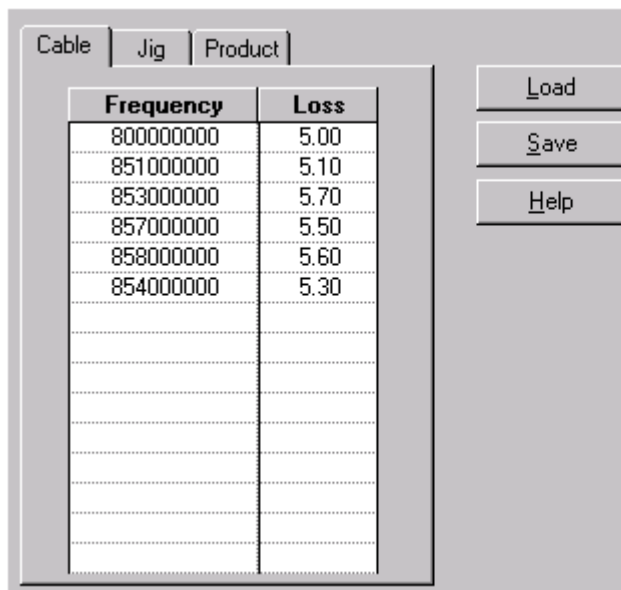 Cable Jig Product
Frequency Loss
800000000 5.00
851000000 5.10
853000000 5.70
857000000 5.50
858000000 5.60
854000000 5.30
Load
Save
Help